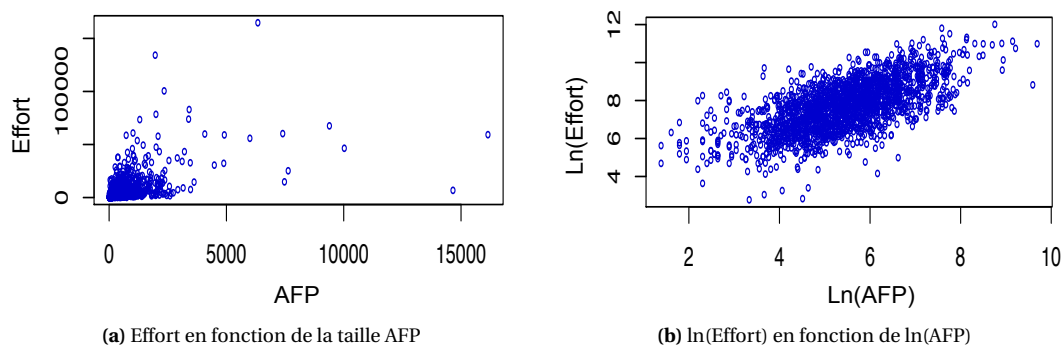 Effort
0
100000
0
5000
10000
15000
AFP
(a) Effort en fonction de la taille AFP
Ln(Effort)
4
6
8
12
2
4
6
8
10
Ln(AFP)
(b) ln(Effort) en fonction de ln(AFP)